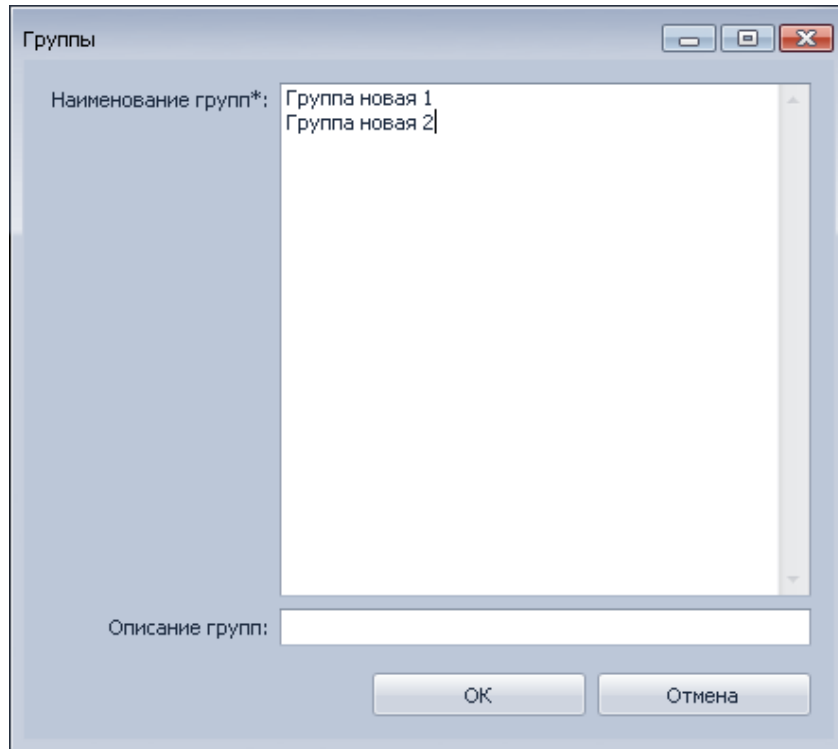 Группы
Наименование групп*:
Группа новая 1
Группа новая 2
Описание групп:
ОК
Отмена